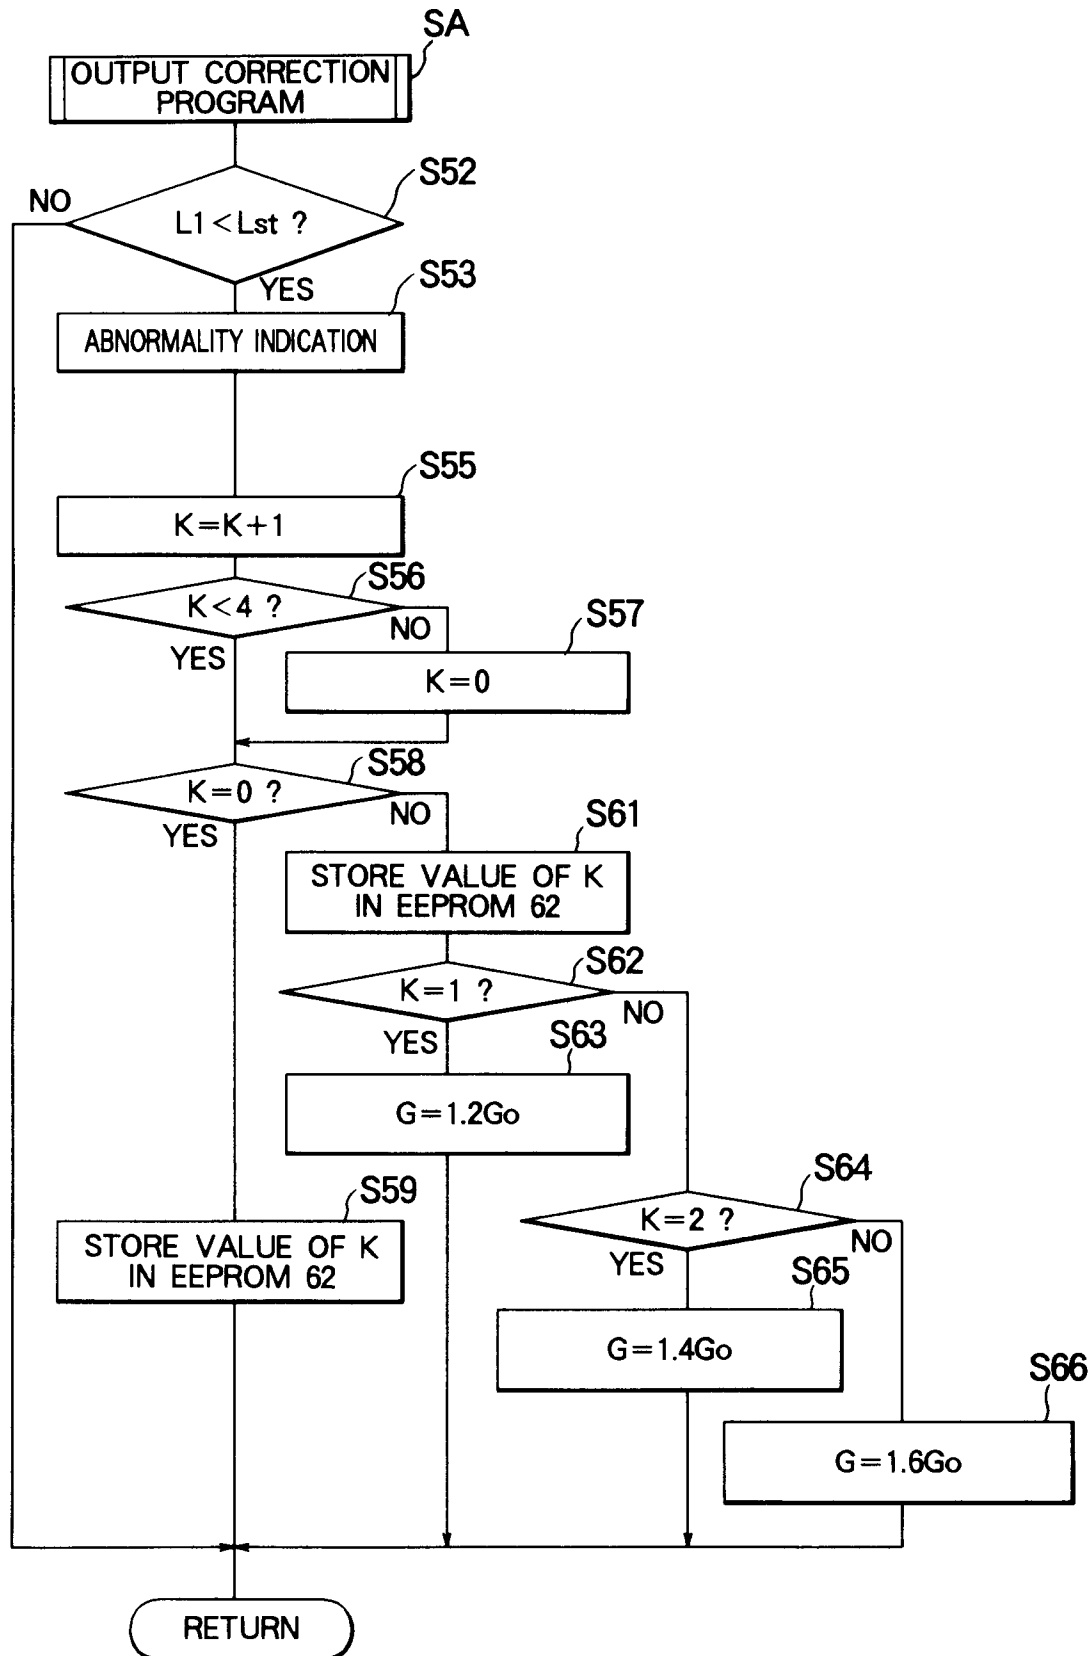 SA
OUTPUT CORRECTION
PROGRAM
S52
NO
L1<Lst ?
YES
S53
ABNORMALITY INDICATION
S55
K=K+1
S56
K<4 ?
NO
YES
S57
K=0
S58
K=0 ?
NO
YES
S61
STORE VALUE OF K
IN EEPROM 62
S62
K=1 ?
NO
YES
S63
G=1.2Go
S64
K=2 ?
NO
YES
S59
STORE VALUE OF K
IN EEPROM 62
S65
G=1.4Go
S66
G=1.6Go
RETURN